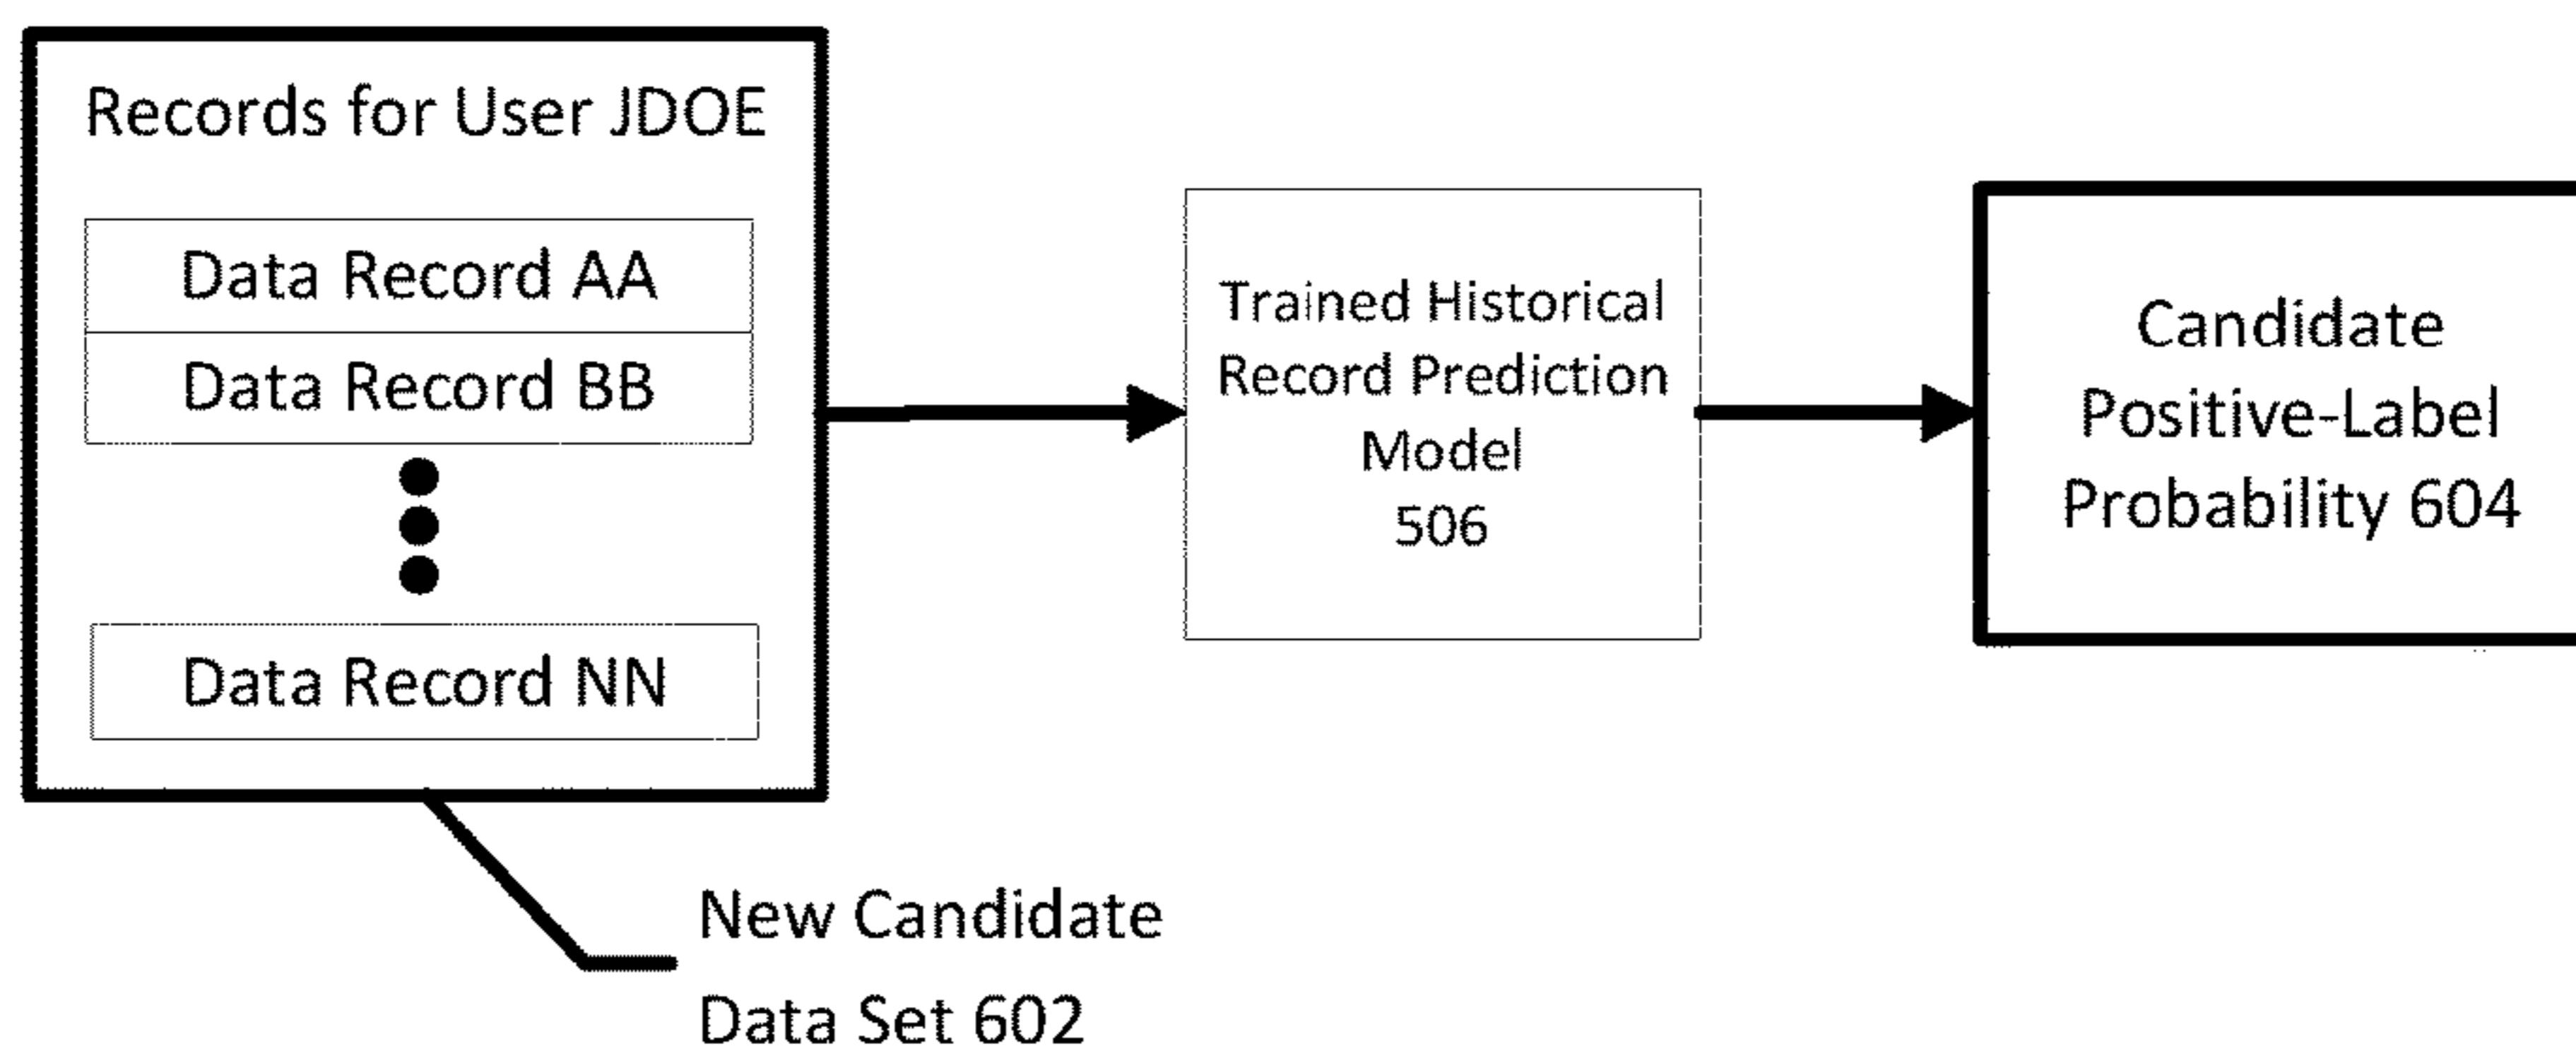 Records for User JDOE
Data Record AA
Data Record BB
Data Record NN
Trained Historical
Record Prediction
Model
506
Candidate
Positive-Label
Probability 604
New Candidate
Data Set 602